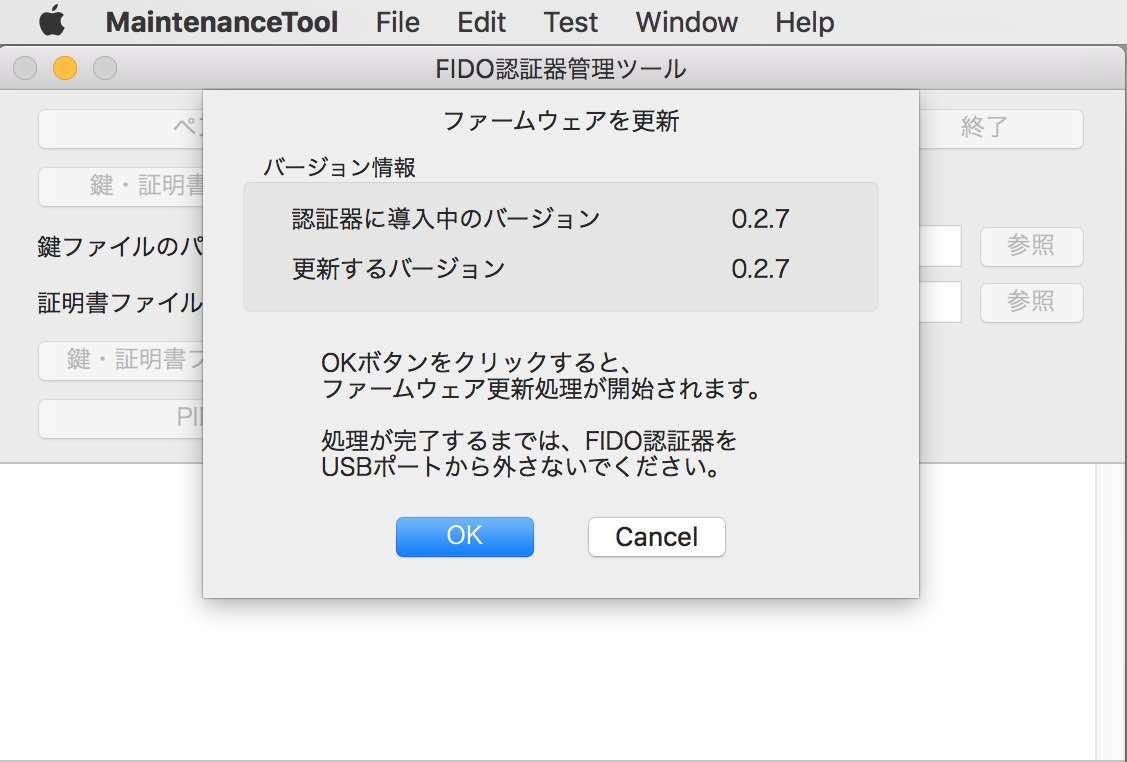 MaintenanceTool File Edit Test Window Help
FIDO認証器管理ツール
ファームウェアを更新
終了
バージョン情報
鍵・証明書
認証器に導入中のバージョン 0.2.7
鍵ファイルのパ
参照
更新するバージョン 0.2.7
証明書ファイル
参照
鍵・証明書フ
OKボタンをクリックすると、
ファームウェア更新処理が開始されます。
処理が完了するまでは、FIDO認証器を
USBポートから外さないでください。
OK Cancel